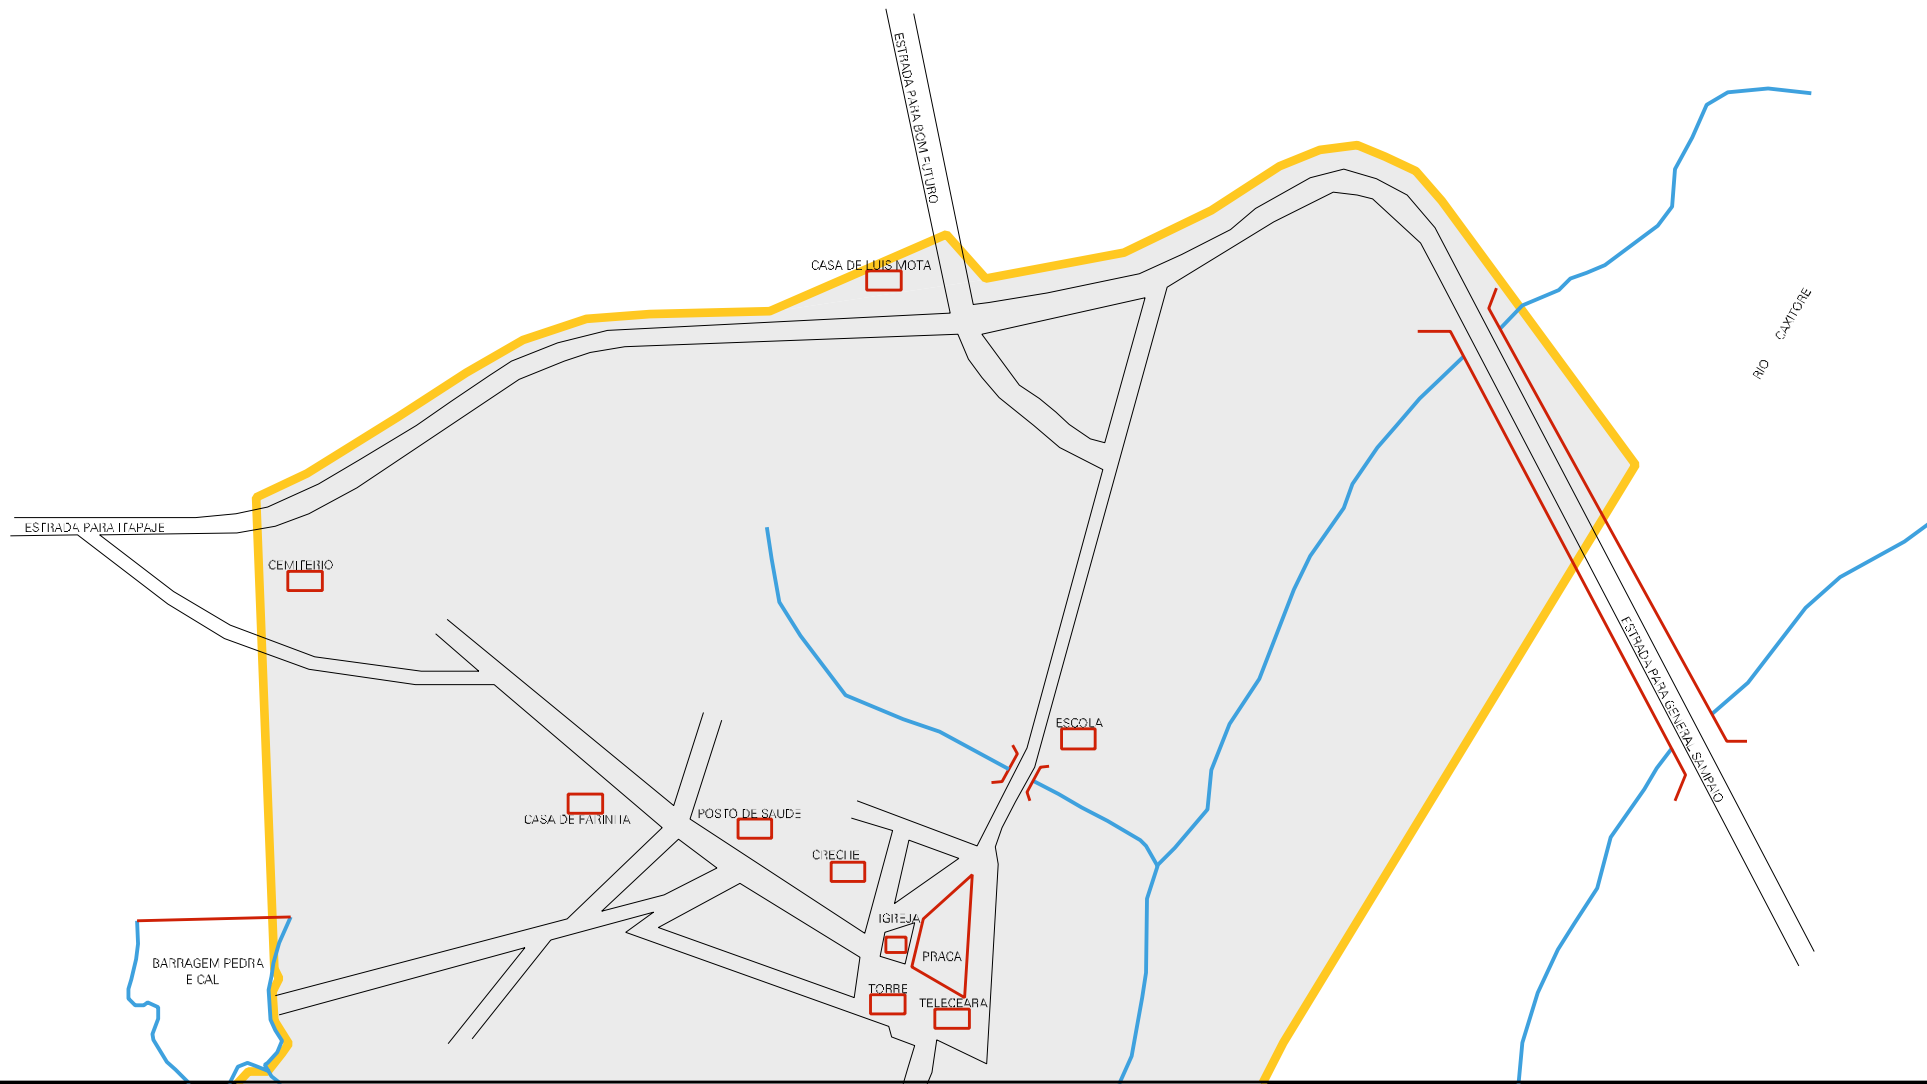 ESTRADA PARA BOM FUTURO
CASA DE LUIS MOTA
RIO CAXITORE
ESTRADA PARA ITAPAJE
CEMITERIO
ESTRADA PARA GENERAL SAMPAIO
ESCOLA
CASA DE FARINHA
POSTO DE SAUDE
CRECHE
IGREJA
PRACA
BARRAGEM PEDRA
E CAL
TORRE
TELECEARA